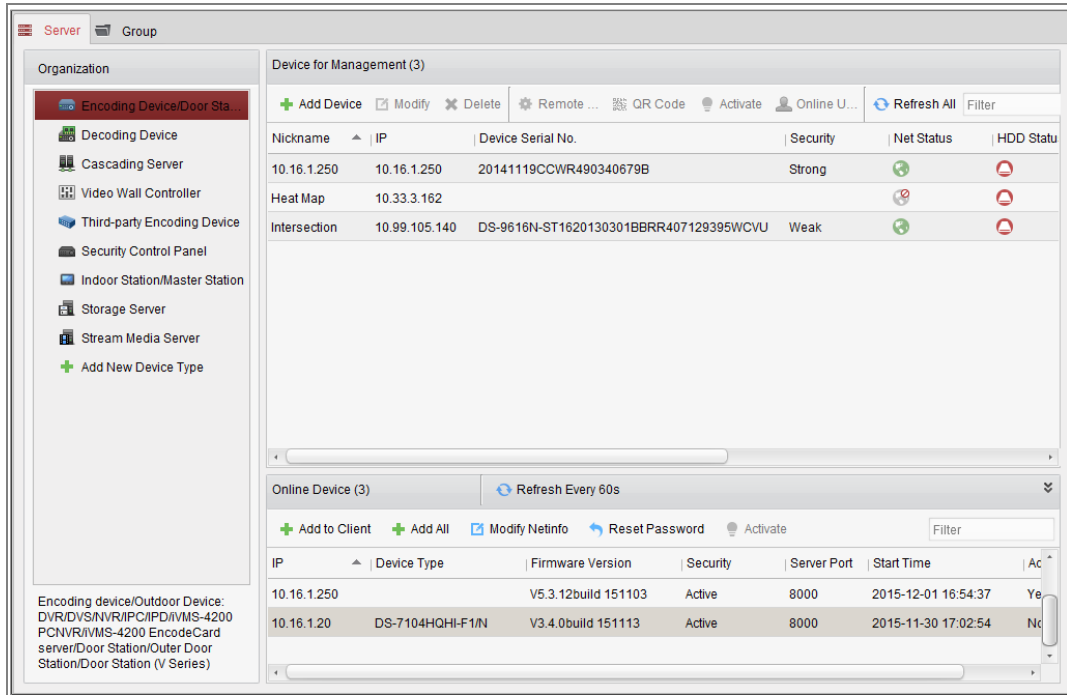 Server Group
Organization
Encoding Device/Door Sta...
Decoding Device
Cascading Server
Video Wall Controller
Third-party Encoding Device
Security Control Panel
Indoor Station/Master Station
Storage Server
Stream Media Server
Add New Device Type
Encoding device/Outdoor Device:
DVR/DVS/NVR/IPC/IPD/iVMS-4200
PCNVR/iVMS-4200 EncodeCard
server/Door Station/Outer Door
Station/Door Station (V Series)
Device for Management (3)
Add Device Modify Delete Remote ... QR Code Activate Online U... Refresh All Filter
Nickname IP Device Serial No. Security Net Status HDD Statu
10.16.1.250 10.16.1.250 20141119CCWR490340679B Strong
Heat Map 10.33.3.162
Intersection 10.99.105.140 DS-9616N-ST1620130301BBRR407129395WCVU Weak
Online Device (3) Refresh Every 60s
Add to Client Add All Modify Netinfo Reset Password Activate Filter
IP Device Type Firmware Version Security Server Port Start Time Ad
10.16.1.250 V5.3.12build 151103 Active 8000 2015-12-01 16:54:37 Ye
10.16.1.20 DS-7104HQHI-F1/N V3.4.0build 151113 Active 8000 2015-11-30 17:02:54 No